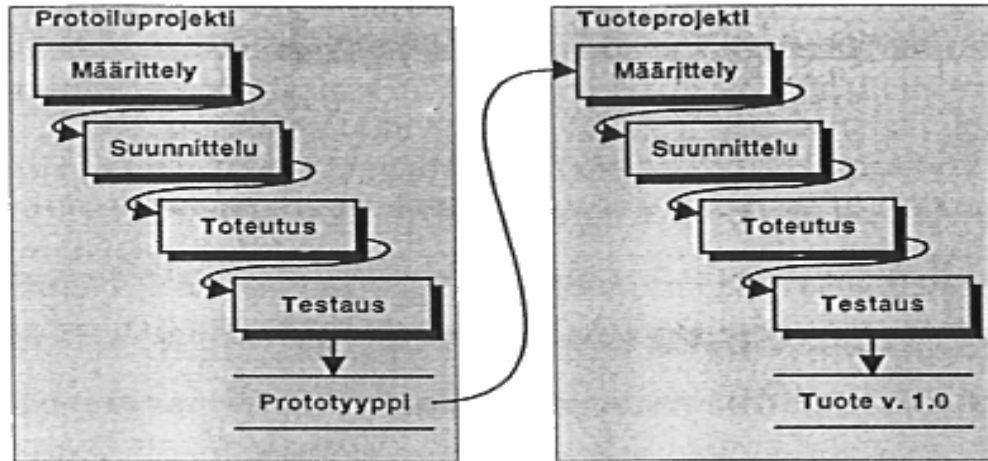 Protoiluprojekti
Määrittely
Suunnittelu
Toteutus
Testaus
Prototyyppi
Tuoteprojekti
Määrittely
Suunnittelu
Toteutus
Testaus
Tuote v. 1.0